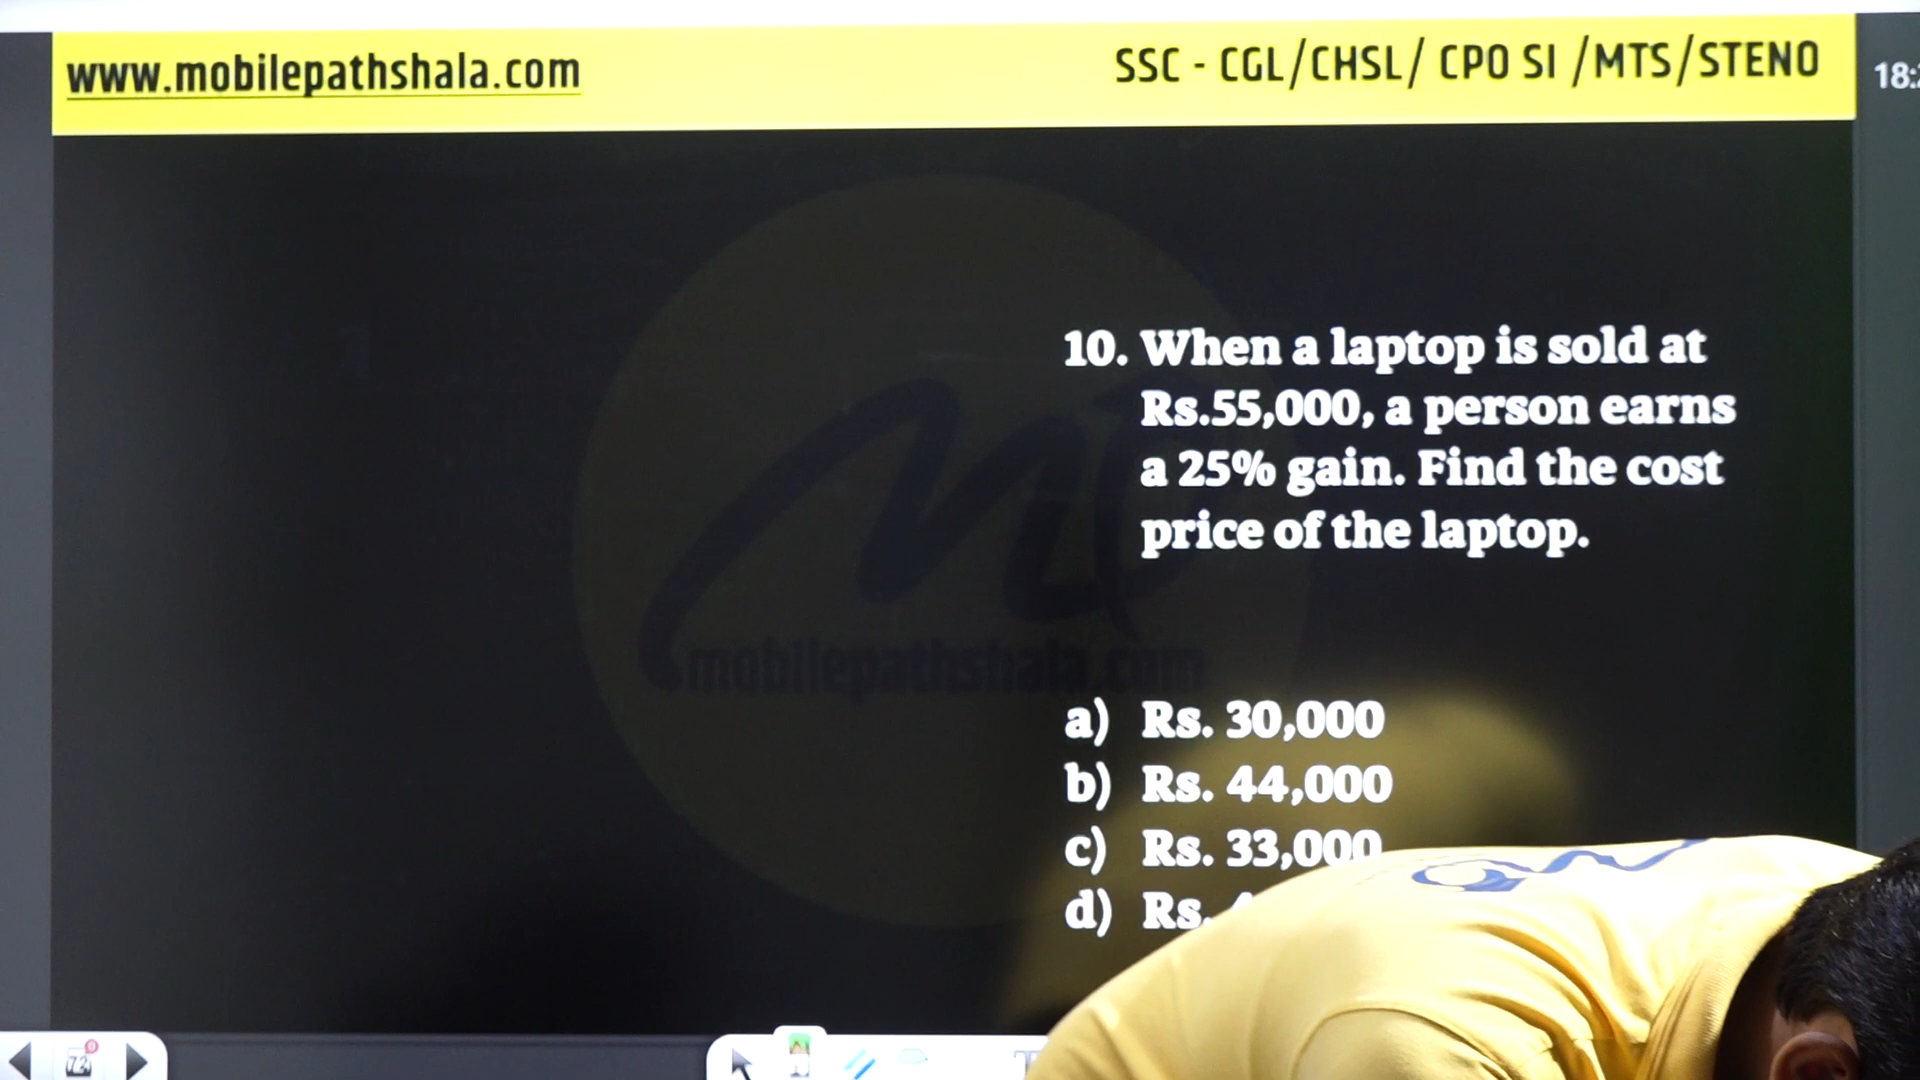 www.mobilepathshala.com
SSC - CGL/CHSL/ CPO SI /MTS/STENO
10. When a laptop is sold at
Rs.55,000, a person earns
a 25% gain. Find the cost
price of the laptop.
mobilepathshala.com
a) Rs. 30,000
b) Rs. 44,000
c) Rs. 33,000
d) Rs.